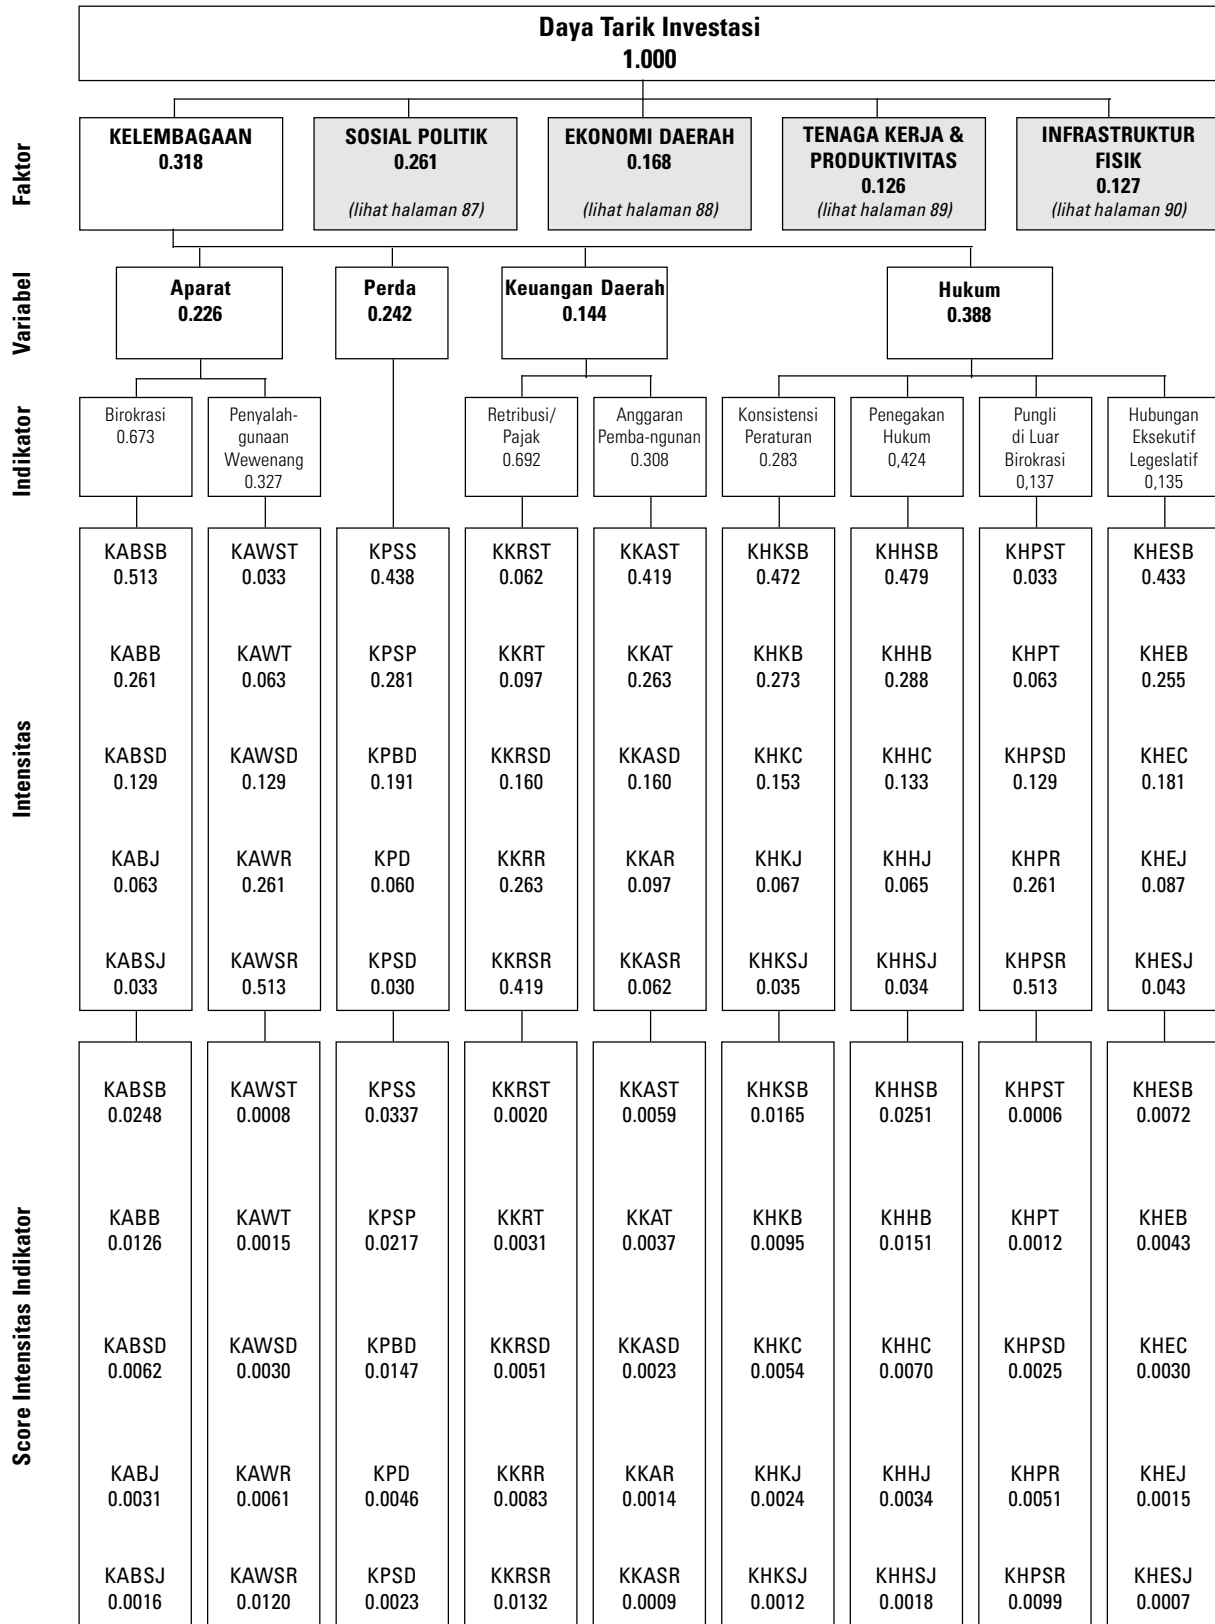 Daya Tarik Investasi
1.000
Faktor
KELEMBAGAAN
0.318
SOSIAL POLITIK
0.261
(lihat halaman 87)
EKONOMI DAERAH
0.168
(lihat halaman 88)
TENAGA KERJA &
PRODUKTIVITAS
0.126
(lihat halaman 89)
INFRASTRUKTUR
FISIK
0.127
(lihat halaman 90)
Variabel
Aparat
0.226
Perda
0.242
Keuangan Daerah
0.144
Hukum
0.388
Indikator
Birokrasi
0.673
Penyalah-
gunaan
Wewenang
0.327
Retribusi/
Pajak
0.692
Anggaran
Pemba-ngunan
0.308
Konsistensi
Peraturan
0.283
Penegakan
Hukum
0,424
Pungli
di Luar
Birokrasi
0,137
Hubungan
Eksekutif
Legeslatif
0,135
Intensitas
KABSB KAWST KPSS KKRST KKAST KHKSB KHHSB KHPST KHESB
0.513 0.033 0.438 0.062 0.419 0.472 0.479 0.033 0.433
KABB KAWT KPSP KKRT KKAT KHKB KHHB KHPT KHEB
0.261 0.063 0.281 0.097 0.263 0.273 0.288 0.063 0.255
KABSD KAWSD KPBD KKRSD KKASD KHKC KHHC KHPSD KHEC
0.129 0.129 0.191 0.160 0.160 0.153 0.133 0.129 0.181
KABJ KAWR KPD KKRR KKAR KHKJ KHHJ KHPR KHEJ
0.063 0.261 0.060 0.263 0.097 0.067 0.065 0.261 0.087
KABSJ KAWSR KPSD KKRSR KKASR KHKSJ KHHSJ KHPSR KHESJ
0.033 0.513 0.030 0.419 0.062 0.035 0.034 0.513 0.043
Score Intensitas Indikator
KABSB KAWST KPSS KKRST KKAST KHKSB KHHSB KHPST KHESB
0.0248 0.0008 0.0337 0.0020 0.0059 0.0165 0.0251 0.0006 0.0072
KABB KAWT KPSP KKRT KKAT KHKB KHHB KHPT KHEB
0.0126 0.0015 0.0217 0.0031 0.0037 0.0095 0.0151 0.0012 0.0043
KABSD KAWSD KPBD KKRSD KKASD KHKC KHHC KHPSD KHEC
0.0062 0.0030 0.0147 0.0051 0.0023 0.0054 0.0070 0.0025 0.0030
KABJ KAWR KPD KKRR KKAR KHKJ KHHJ KHPR KHEJ
0.0031 0.0061 0.0046 0.0083 0.0014 0.0024 0.0034 0.0051 0.0015
KABSJ KAWSR KPSD KKRSR KKASR KHKSJ KHHSJ KHPSR KHESJ
0.0016 0.0120 0.0023 0.0132 0.0009 0.0012 0.0018 0.0099 0.0007